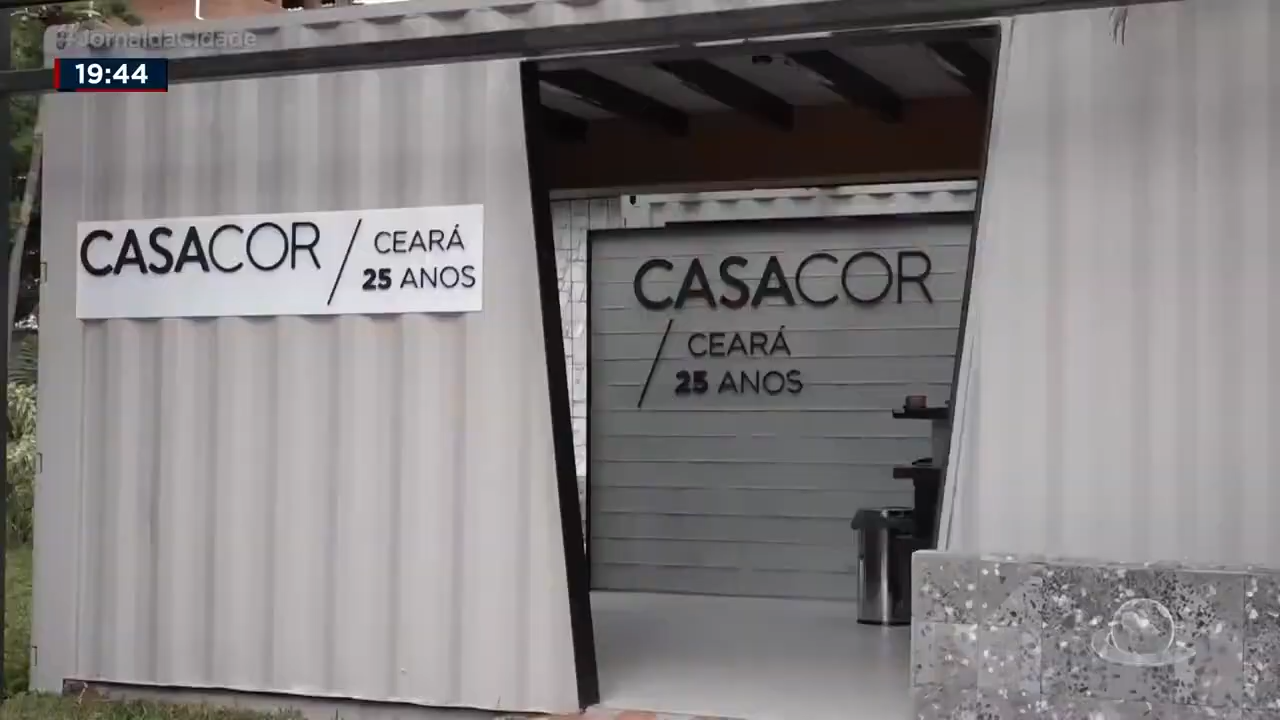 #JornaldaCidade
19:44
CASACOR / CEARÁ
25 ANOS
CASACOR
/ CEARÁ
25 ANOS